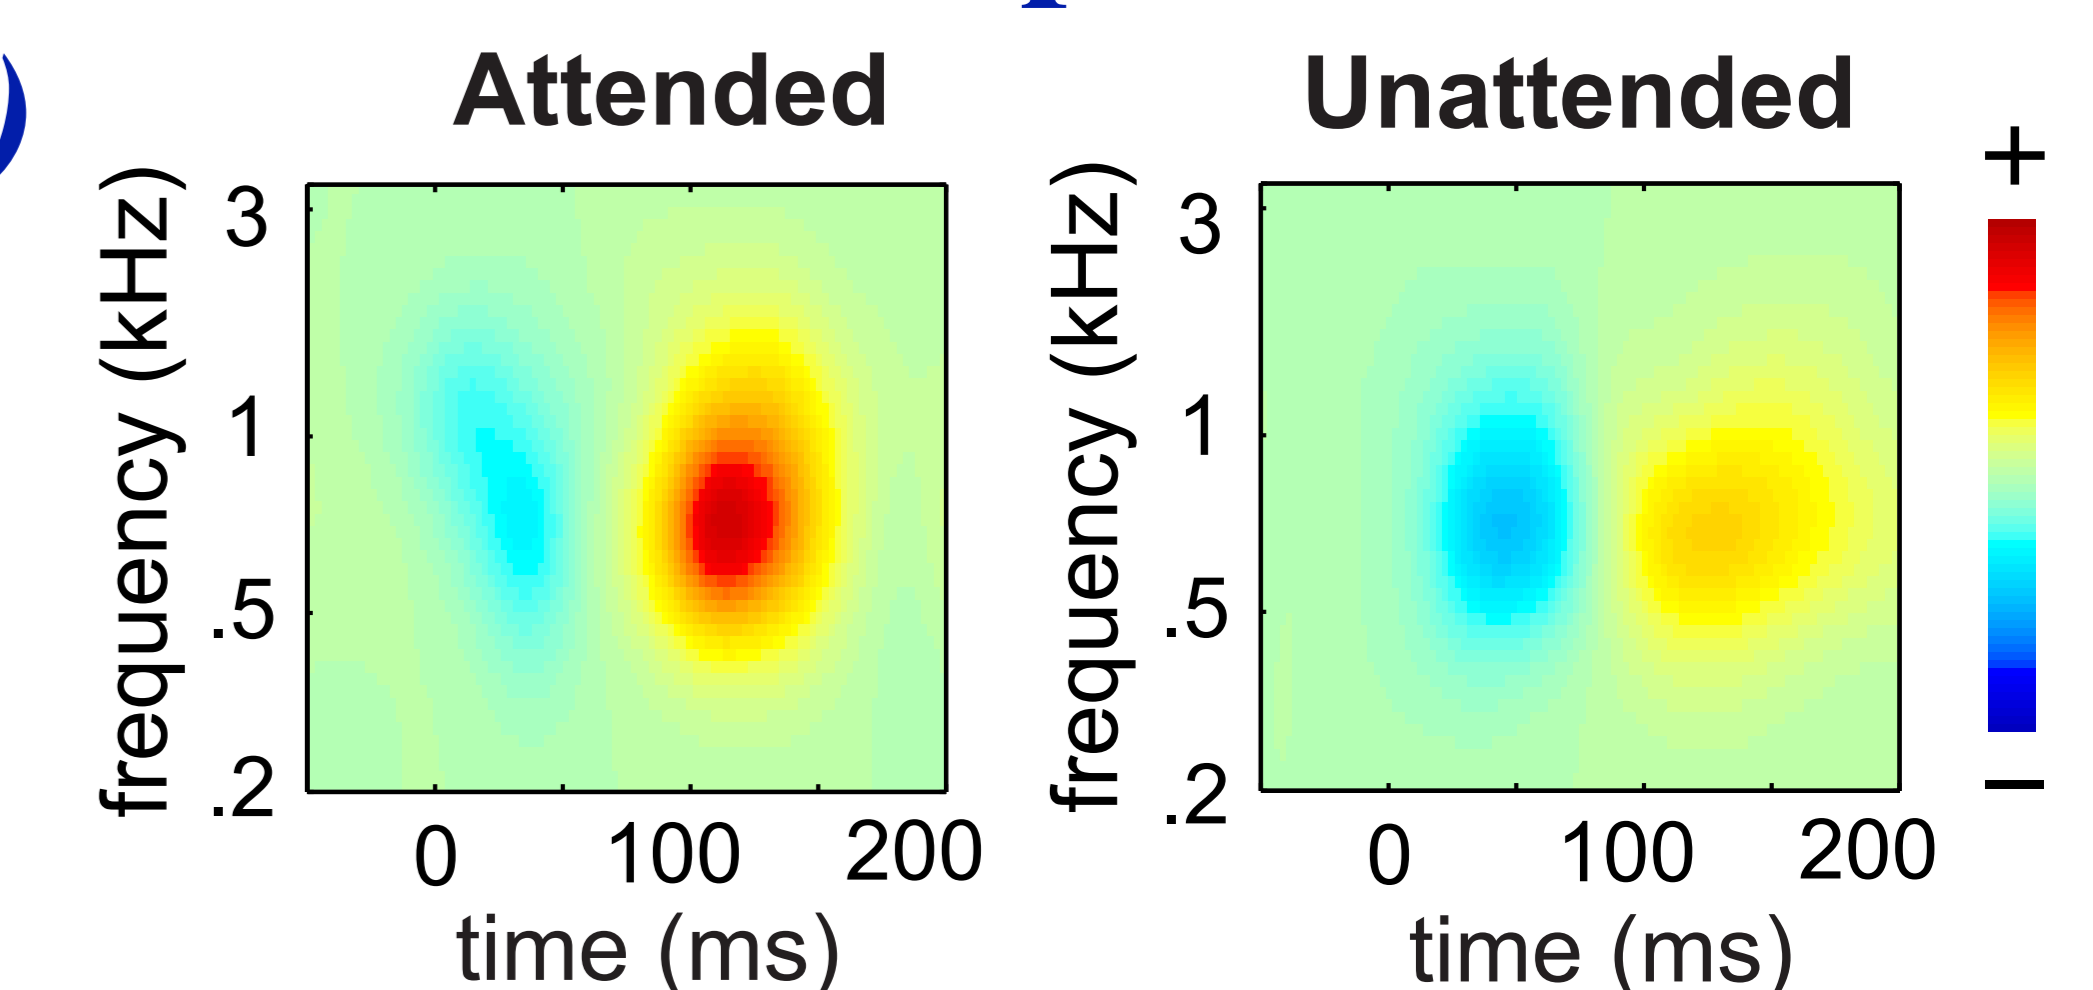 )
Attended
Unattended
frequency (kHz)
3
1
.5
.2
0 100 200
time (ms)
frequency (kHz)
3
1
.5
.2
0 100 200
time (ms)
+
−